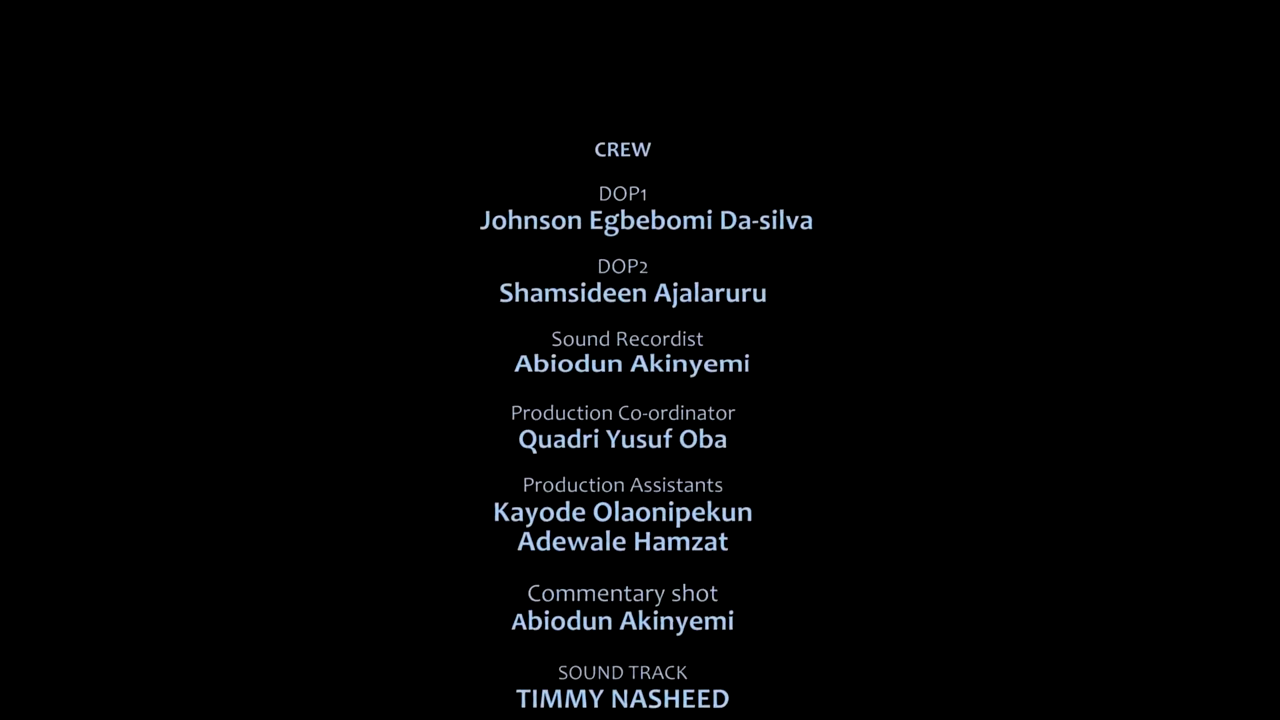 CREW
DOP1
Johnson Egbebomi Da-silva
DOP2
Shamsideen Ajalaruru
Sound Recordist
Abiodun Akinyemi
Production Co-ordinator
Quadri Yusuf Oba
Production Assistants
Kayode Olaonipekun
Adewale Hamzat
Commentary shot
Abiodun Akinyemi
SOUND TRACK
TIMMY NASHEED